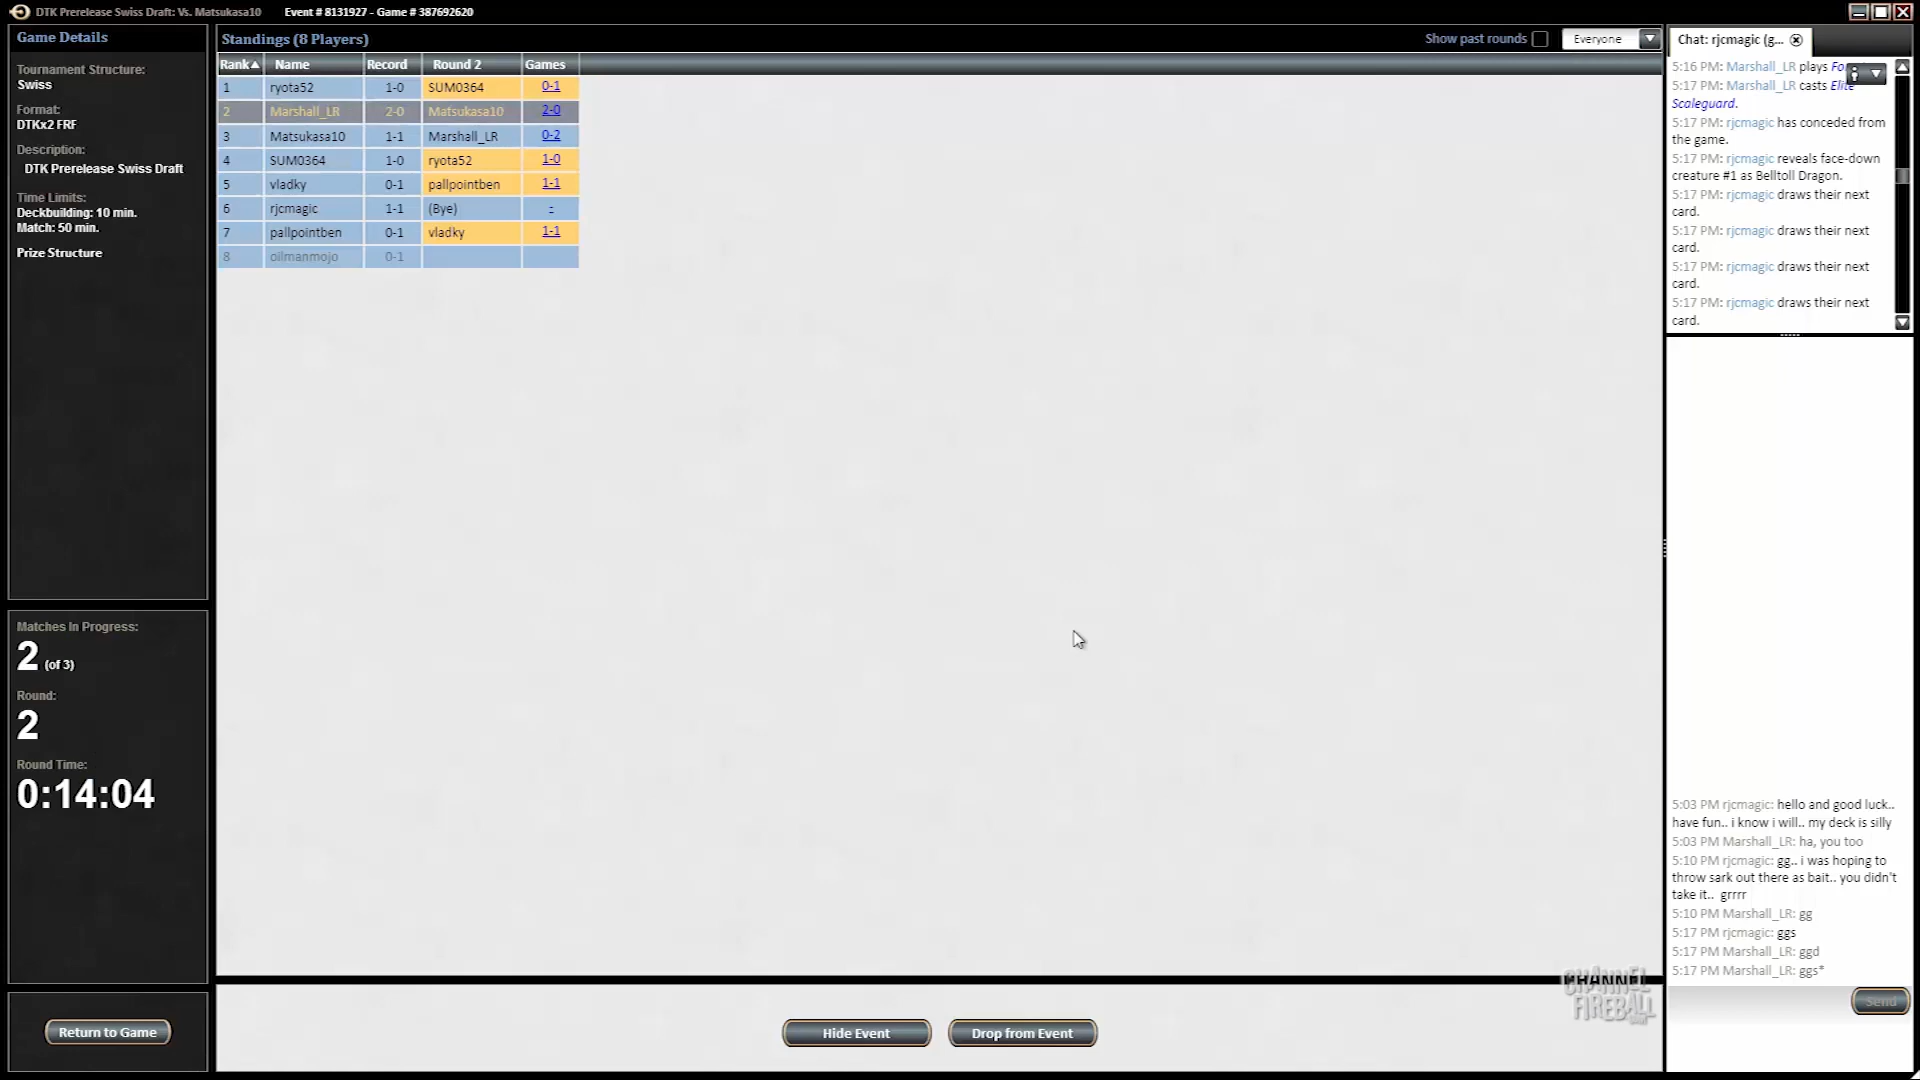 DTK Prerelease Swiss Draft: Vs. Matsukasa10
Event # 8131927 - Game # 387692620
Game Details
Tournament Structure:
Swiss
Format:
DTKx2 FRF
Description:
DTK Prerelease Swiss Draft
Time Limits:
Deckbuilding: 10 min.
Match: 50 min.
Prize Structure
Matches In Progress:
2 (of 3)
Round:
2
Round Time:
0:14:04
Return to Game
Standings (8 Players)
Show past rounds
Everyone
Rank Name Record Round 2 Games
1 ryota52 1-0 SUM0364 0-1
2 Marshall_LR 2-0 Matsukasa10 2-0
3 Matsukasa10 1-1 Marshall_LR 0-2
4 SUM0364 1-0 ryota52 1-0
5 vladky 0-1 pallpointben 1-1
6 rjcmagic 1-1 (Bye) -
7 pallpointben 0-1 vladky 1-1
8 oilmanmojo 0-1
Hide Event
Drop from Event
Chat: rjcmagic (g...
5:16 PM: Marshall_LR plays
5:17 PM: Marshall_LR casts Elite
Scaleguard.
5:17 PM: rjcmagic has conceded from
the game.
5:17 PM: rjcmagic reveals face-down
creature #1 as Belltoll Dragon.
5:17 PM: rjcmagic draws their next
card.
5:17 PM: rjcmagic draws their next
card.
5:17 PM: rjcmagic draws their next
card.
5:17 PM: rjcmagic draws their next
card.
5:03 PM rjcmagic: hello and good luck..
have fun.. i know i will.. my deck is silly
5:03 PM Marshall_LR: ha, you too
5:10 PM rjcmagic: gg.. i was hoping to
throw sark out there as bait.. you didn't
take it.. grrrr
5:10 PM Marshall_LR: gg
5:17 PM rjcmagic: ggs
5:17 PM Marshall_LR: ggd
5:17 PM Marshall_LR: ggs*
Send
CHANNEL
FIREBALL